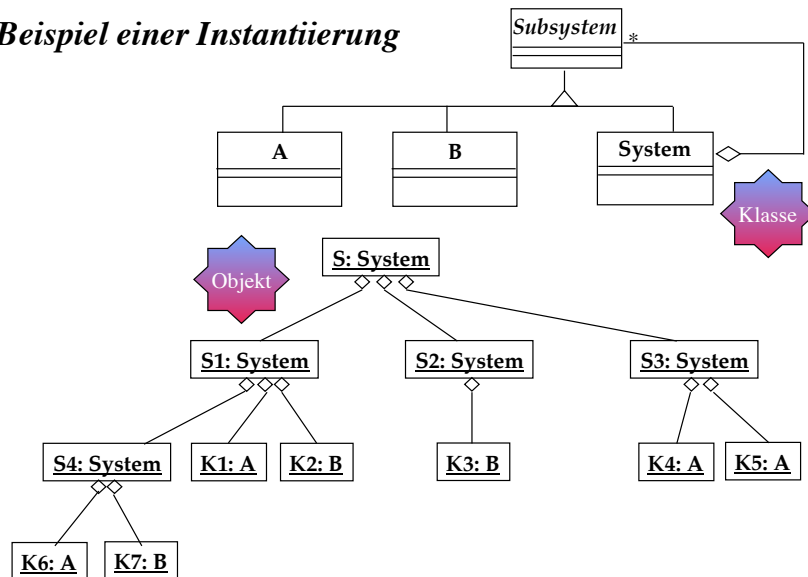 Beispiel einer Instantiierung
Subsystem
*
A
B
System
Klasse
Objekt
S: System
S1: System
S2: System
S3: System
S4: System
K1: A
K2: B
K3: B
K4: A
K5: A
K6: A
K7: B